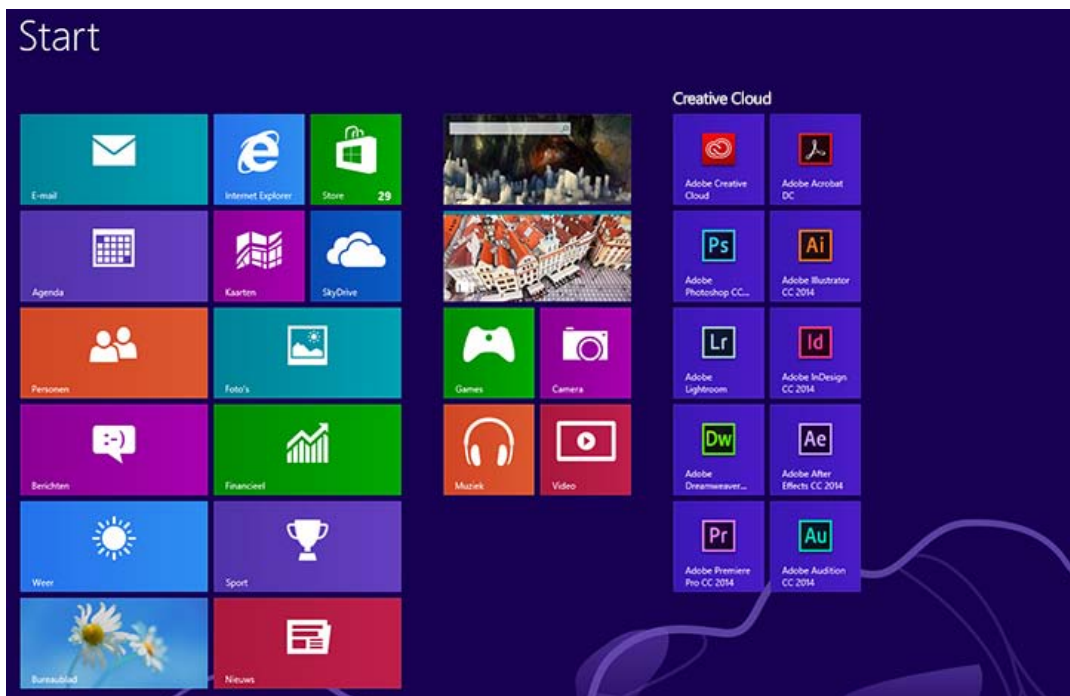 Start
Creative Cloud
E-mail
Internet Explorer
Store
29
Adobe Creative
Cloud
Adobe Acrobat
DC
Agenda
Kaarten
SkyDrive
Ps
Adobe
Photoshop CC...
Ai
Adobe Illustrator
CC 2014
Personen
Foto's
Games
Camera
Lr
Adobe
Lightroom
Id
Adobe InDesign
CC 2014
Berichten
:-)
Financieel
Muziek
Video
Dw
Adobe
Dreamweaver...
Ae
Adobe After
Effects CC 2014
Weer
Sport
Pr
Adobe Premiere
Pro CC 2014
Au
Adobe Audition
CC 2014
Bureaublad
Nieuws